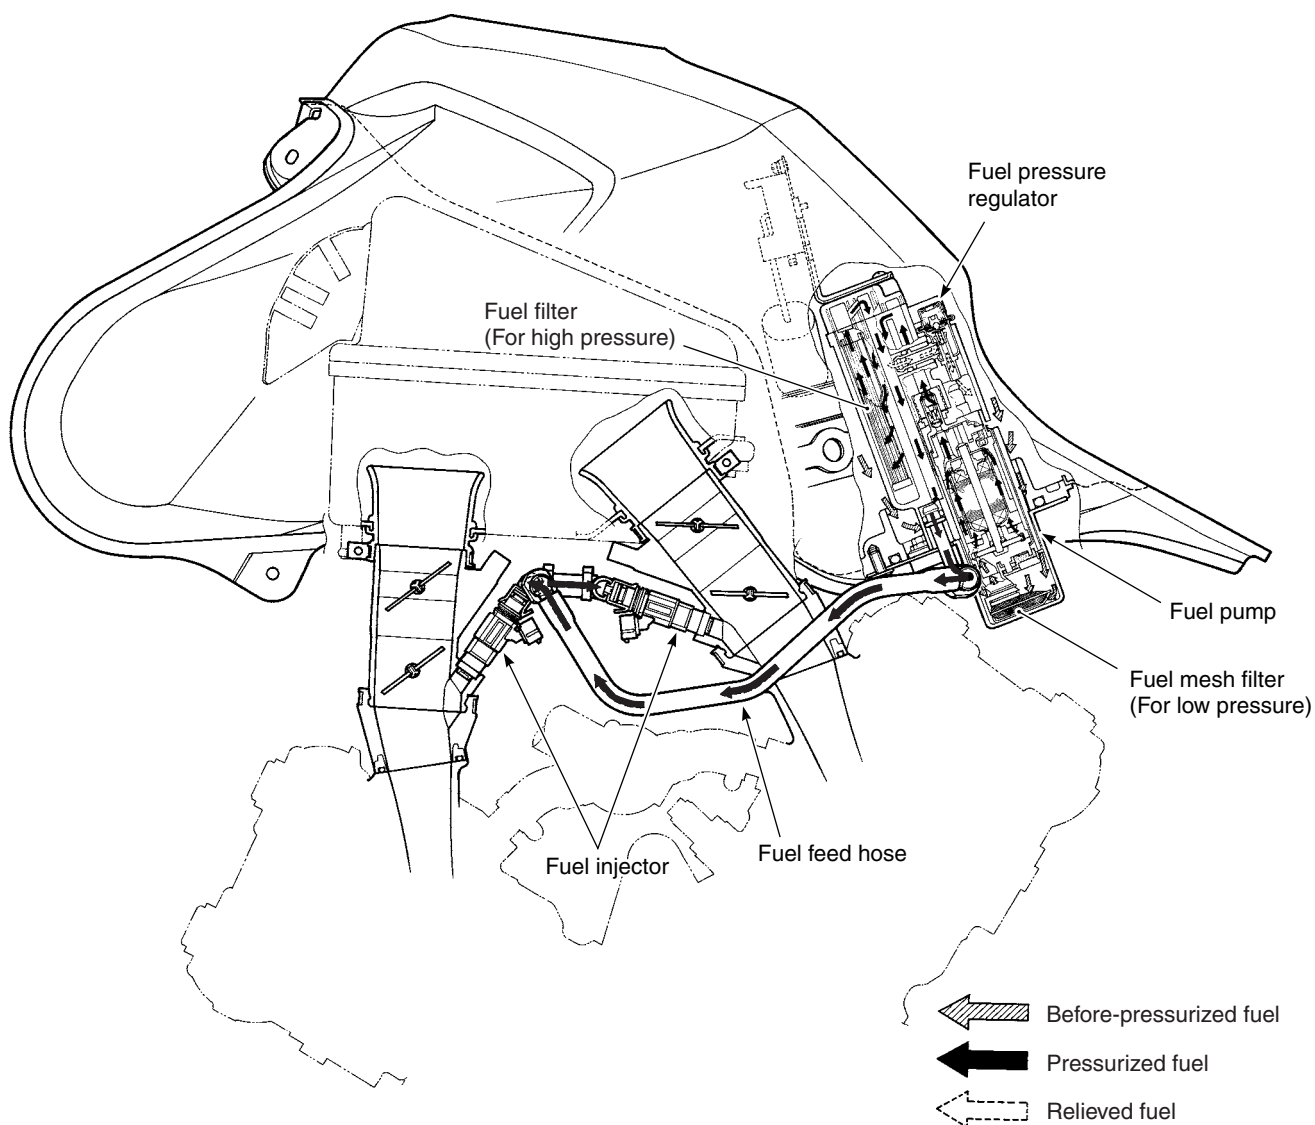 Fuel pressure
regulator
Fuel filter
(For high pressure)
Fuel pump
Fuel mesh filter
(For low pressure)
Fuel feed hose
Fuel injector
Before-pressurized fuel
Pressurized fuel
Relieved fuel